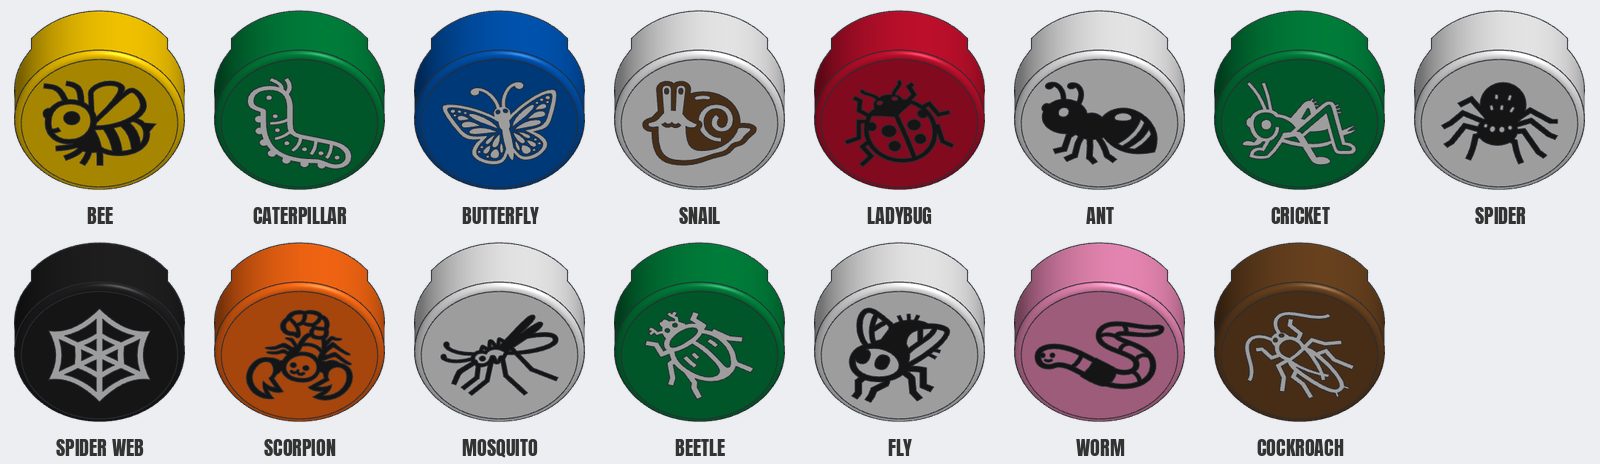 BEE
CATERPILLAR
BUTTERFLY
SNAIL
LADYBUG
ANT
CRICKET
SPIDER
SPIDER WEB
SCORPION
MOSQUITO
BEETLE
FLY
WORM
COCKROACH